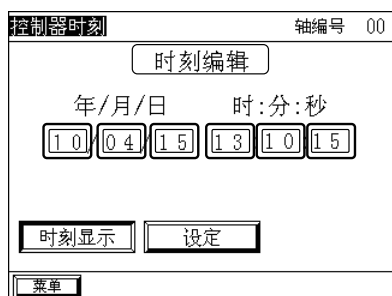 控制器时刻 轴编号 00
时刻编辑
年/月/日 时:分:秒
10/04/15 13:10:15
时刻显示 设定
菜单